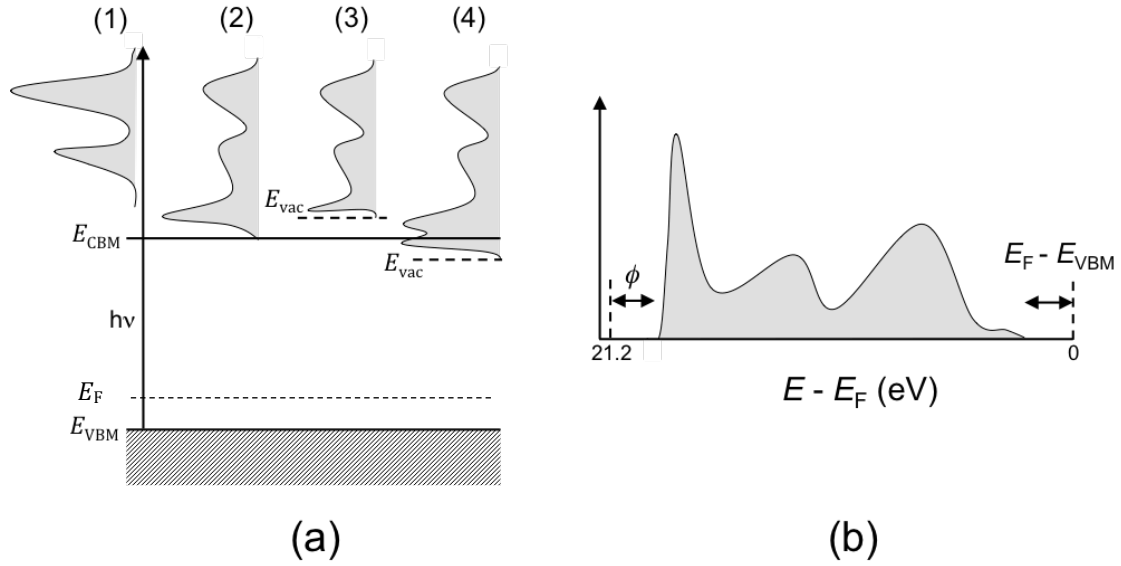 (1)
(2)
(3)
(4)
E_vac
E_CBM
E_vac
hν
E_F
E_VBM
(a)
ϕ
E_F - E_VBM
21.2
0
E - E_F (eV)
(b)